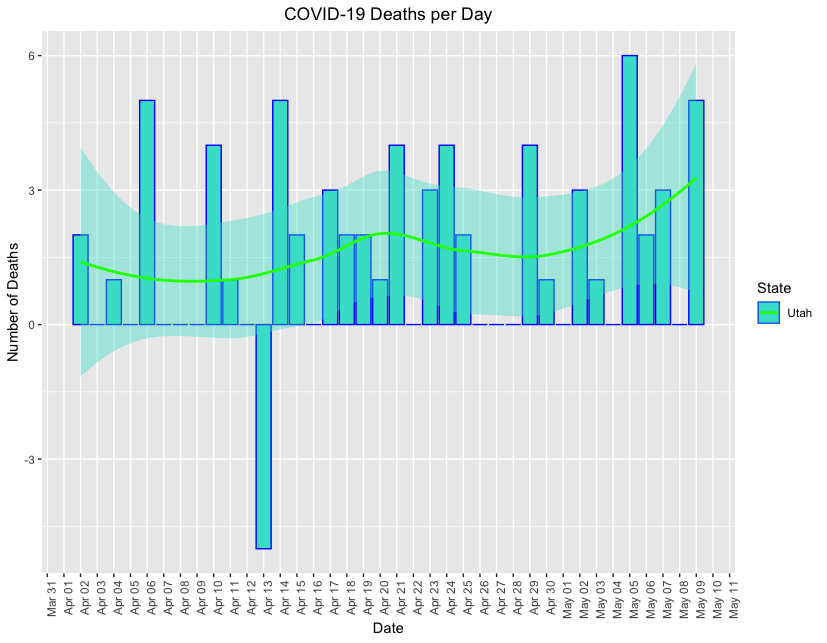 COVID-19 Deaths per Day
Number of Deaths
6
3
0
-3
Mar 31
Apr 01
Apr 02
Apr 03
Apr 04
Apr 05
Apr 06
Apr 07
Apr 08
Apr 09
Apr 10
Apr 11
Apr 12
Apr 13
Apr 14
Apr 15
Apr 16
Apr 17
Apr 18
Apr 19
Apr 20
Apr 21
Apr 22
Apr 23
Apr 24
Apr 25
Apr 26
Apr 27
Apr 28
Apr 29
Apr 30
May 01
May 02
May 03
May 04
May 05
May 06
May 07
May 08
May 09
May 10
May 11
Date
State
Utah